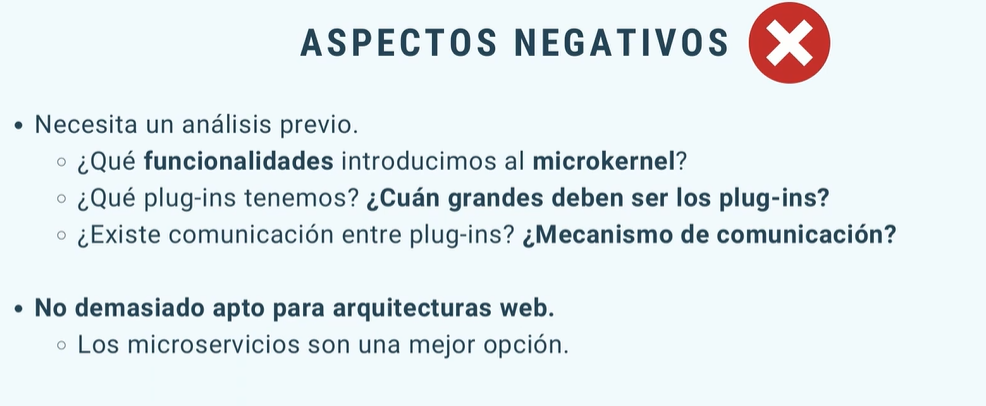 ASPECTOS NEGATIVOS
• Necesita un análisis previo.
◦ ¿Qué funcionalidades introducimos al microkernel?
◦ ¿Qué plug-ins tenemos? ¿Cuán grandes deben ser los plug-ins?
◦ ¿Existe comunicación entre plug-ins? ¿Mecanismo de comunicación?
• No demasiado apto para arquitecturas web.
◦ Los microservicios son una mejor opción.